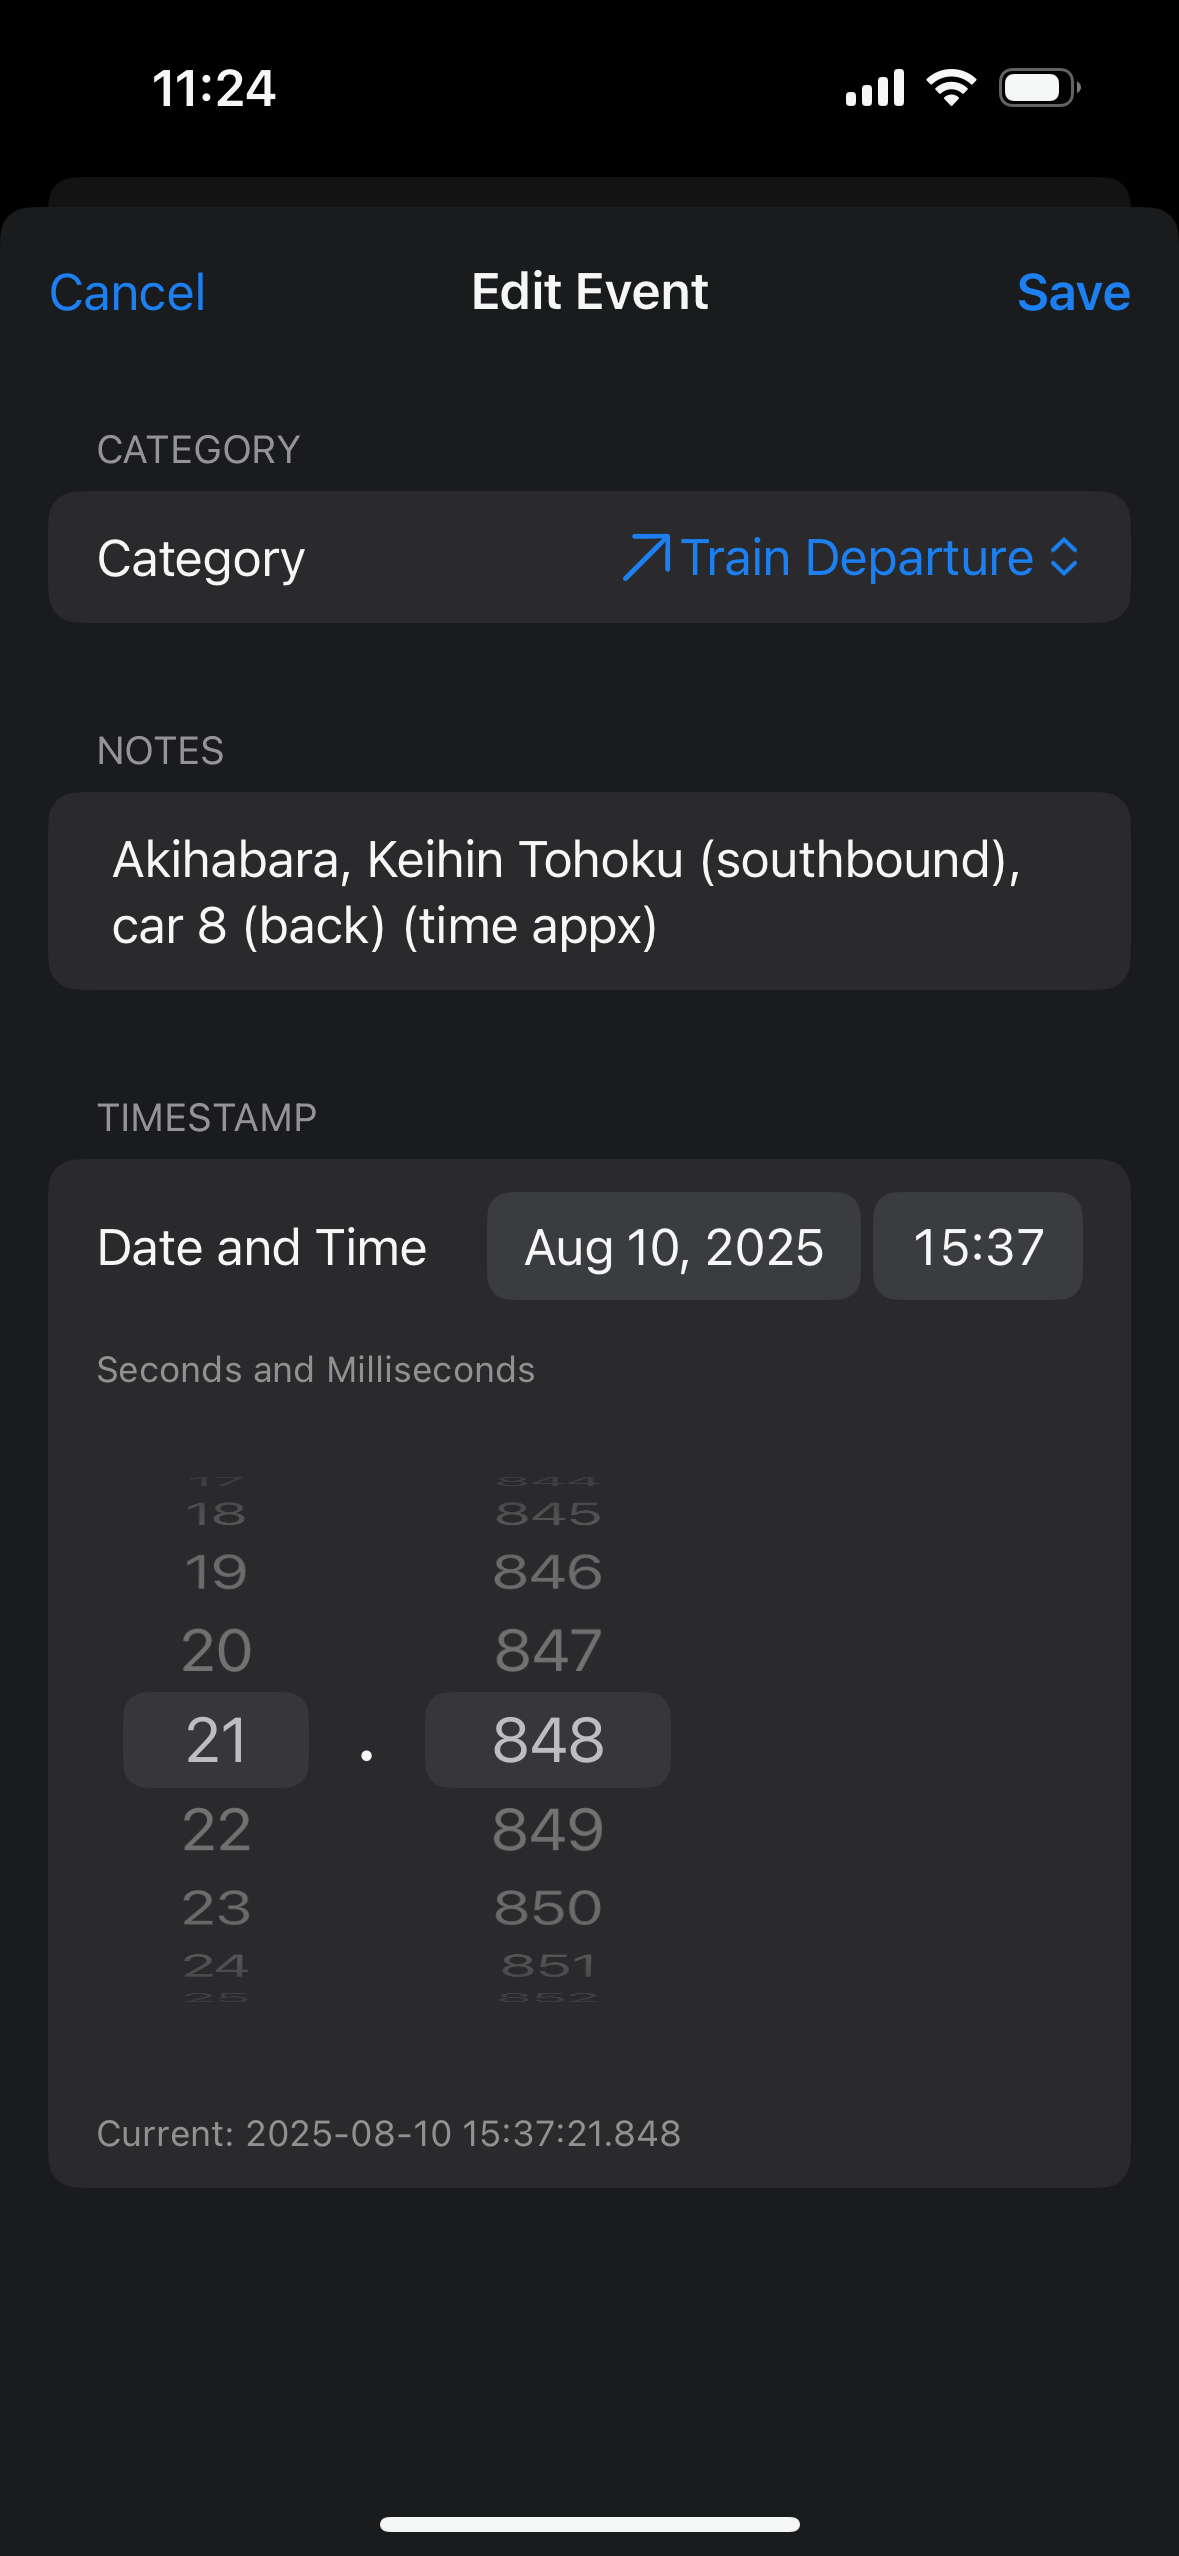 11:24
Cancel Edit Event Save
CATEGORY
Category Train Departure
NOTES
Akihabara, Keihin Tohoku (southbound),
car 8 (back) (time appx)
TIMESTAMP
Date and Time Aug 10, 2025 15:37
Seconds and Milliseconds
17 844
18 845
19 846
20 847
21 . 848
22 849
23 850
24 851
25 852
Current: 2025-08-10 15:37:21.848